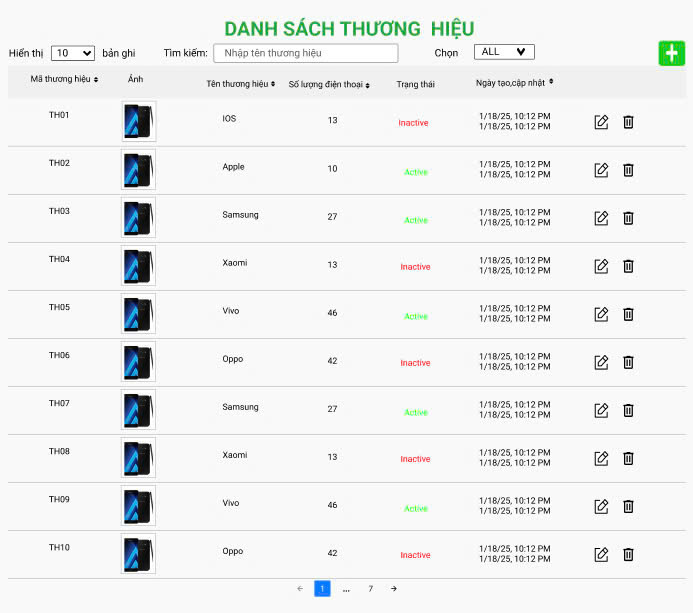 DANH SÁCH THƯƠNG HIỆU
Hiển thị 10 bản ghi Tìm kiếm: Nhập tên thương hiệu Chọn ALL
Mã thương hiệu Ảnh Tên thương hiệu Số lượng điện thoại Trạng thái Ngày tạo,cập nhật
TH01 IOS 13 Inactive 1/18/25, 10:12 PM
1/18/25, 10:12 PM
TH02 Apple 10 Active 1/18/25, 10:12 PM
1/18/25, 10:12 PM
TH03 Samsung 27 Active 1/18/25, 10:12 PM
1/18/25, 10:12 PM
TH04 Xaomi 13 Inactive 1/18/25, 10:12 PM
1/18/25, 10:12 PM
TH05 Vivo 46 Active 1/18/25, 10:12 PM
1/18/25, 10:12 PM
TH06 Oppo 42 Inactive 1/18/25, 10:12 PM
1/18/25, 10:12 PM
TH07 Samsung 27 Active 1/18/25, 10:12 PM
1/18/25, 10:12 PM
TH08 Xaomi 13 Inactive 1/18/25, 10:12 PM
1/18/25, 10:12 PM
TH09 Vivo 46 Active 1/18/25, 10:12 PM
1/18/25, 10:12 PM
TH10 Oppo 42 Inactive 1/18/25, 10:12 PM
1/18/25, 10:12 PM
← 1 ... 7 →